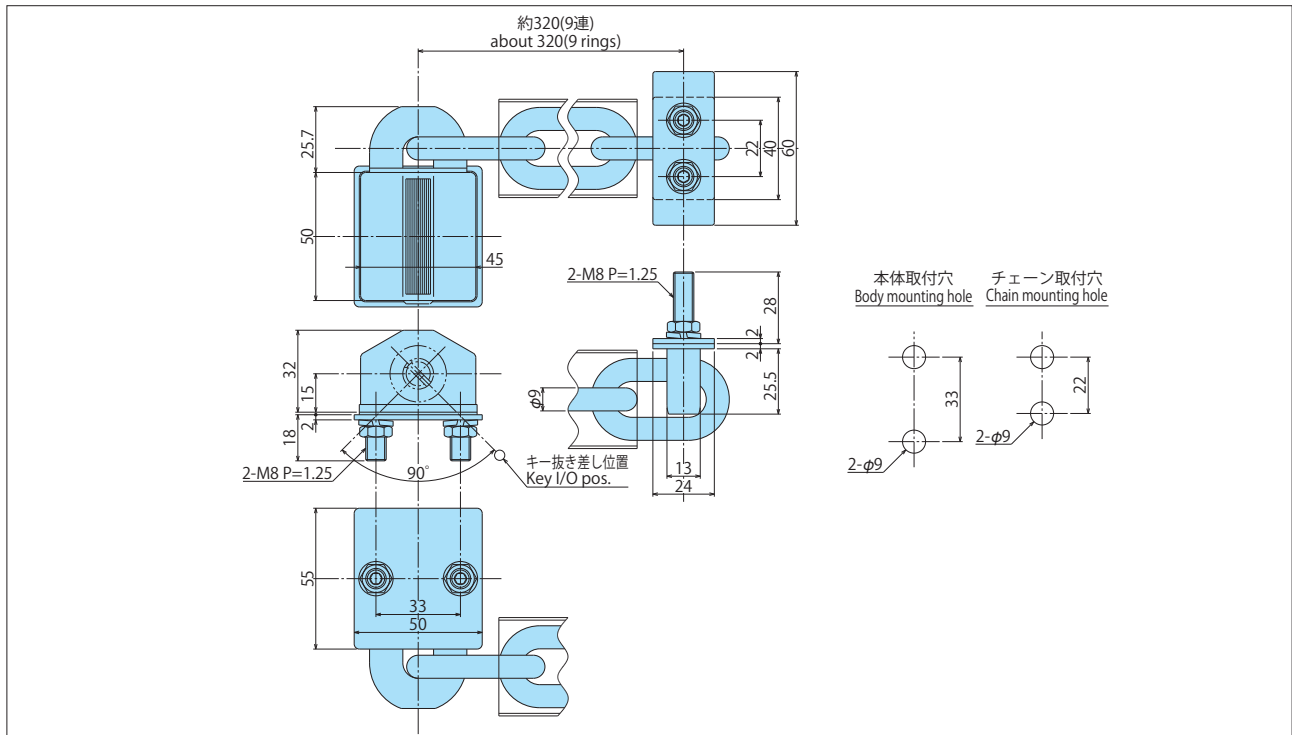 約320(9連)
about 320(9 rings)
25.7
50
45
22
40
60
2-M8 P=1.25
28
2
2
25.5
φ9
13
24
32
15
2
18
2-M8 P=1.25
90°
キー抜き差し位置
Key I/O pos.
本体取付穴
Body mounting hole
チェーン取付穴
Chain mounting hole
33
2-φ9
22
2-φ9
55
33
50